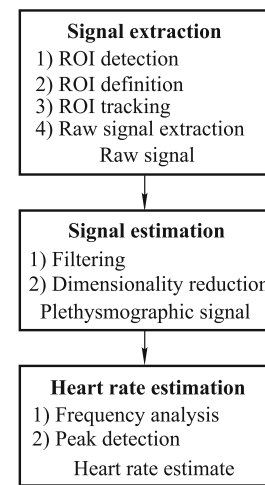 Signal extraction
1) ROI detection
2) ROI definition
3) ROI tracking
4) Raw signal extraction
Raw signal
Signal estimation
1) Filtering
2) Dimensionality reduction
Plethysmographic signal
Heart rate estimation
1) Frequency analysis
2) Peak detection
Heart rate estimate